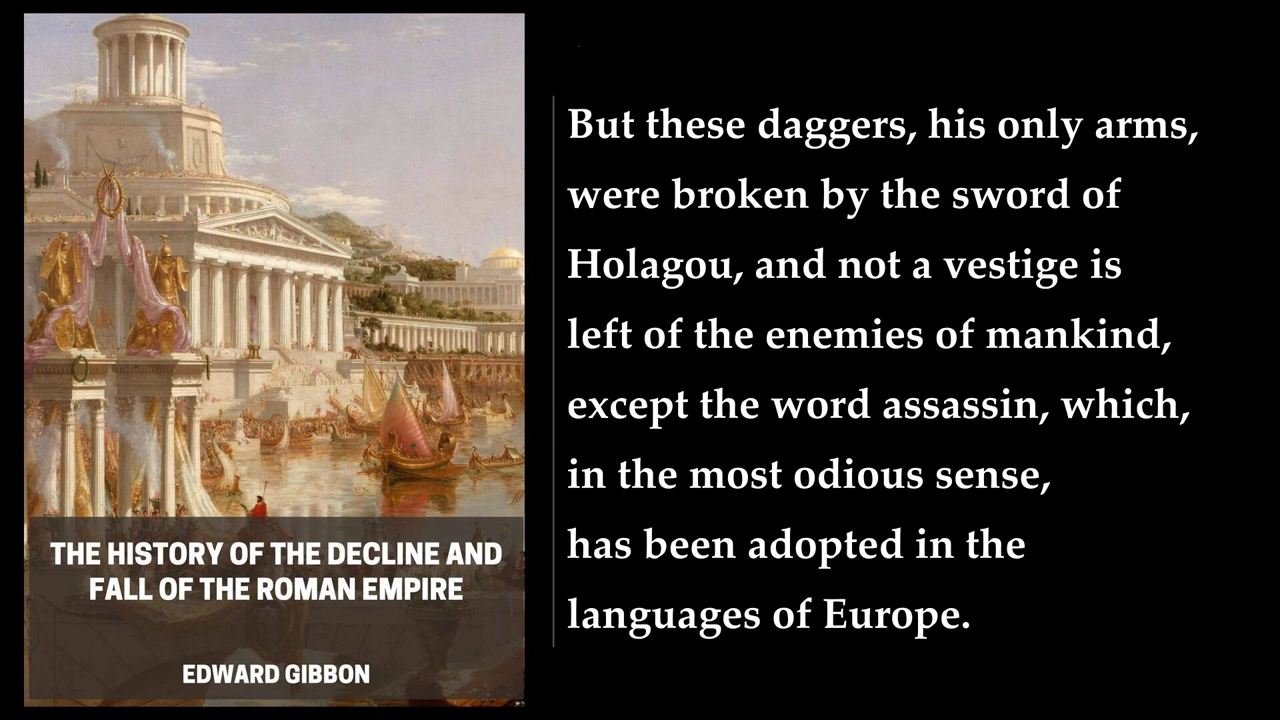 THE HISTORY OF THE DECLINE AND
FALL OF THE ROMAN EMPIRE
EDWARD GIBBON
But these daggers, his only arms,
were broken by the sword of
Holagou, and not a vestige is
left of the enemies of mankind,
except the word assassin, which,
in the most odious sense,
has been adopted in the
languages of Europe.